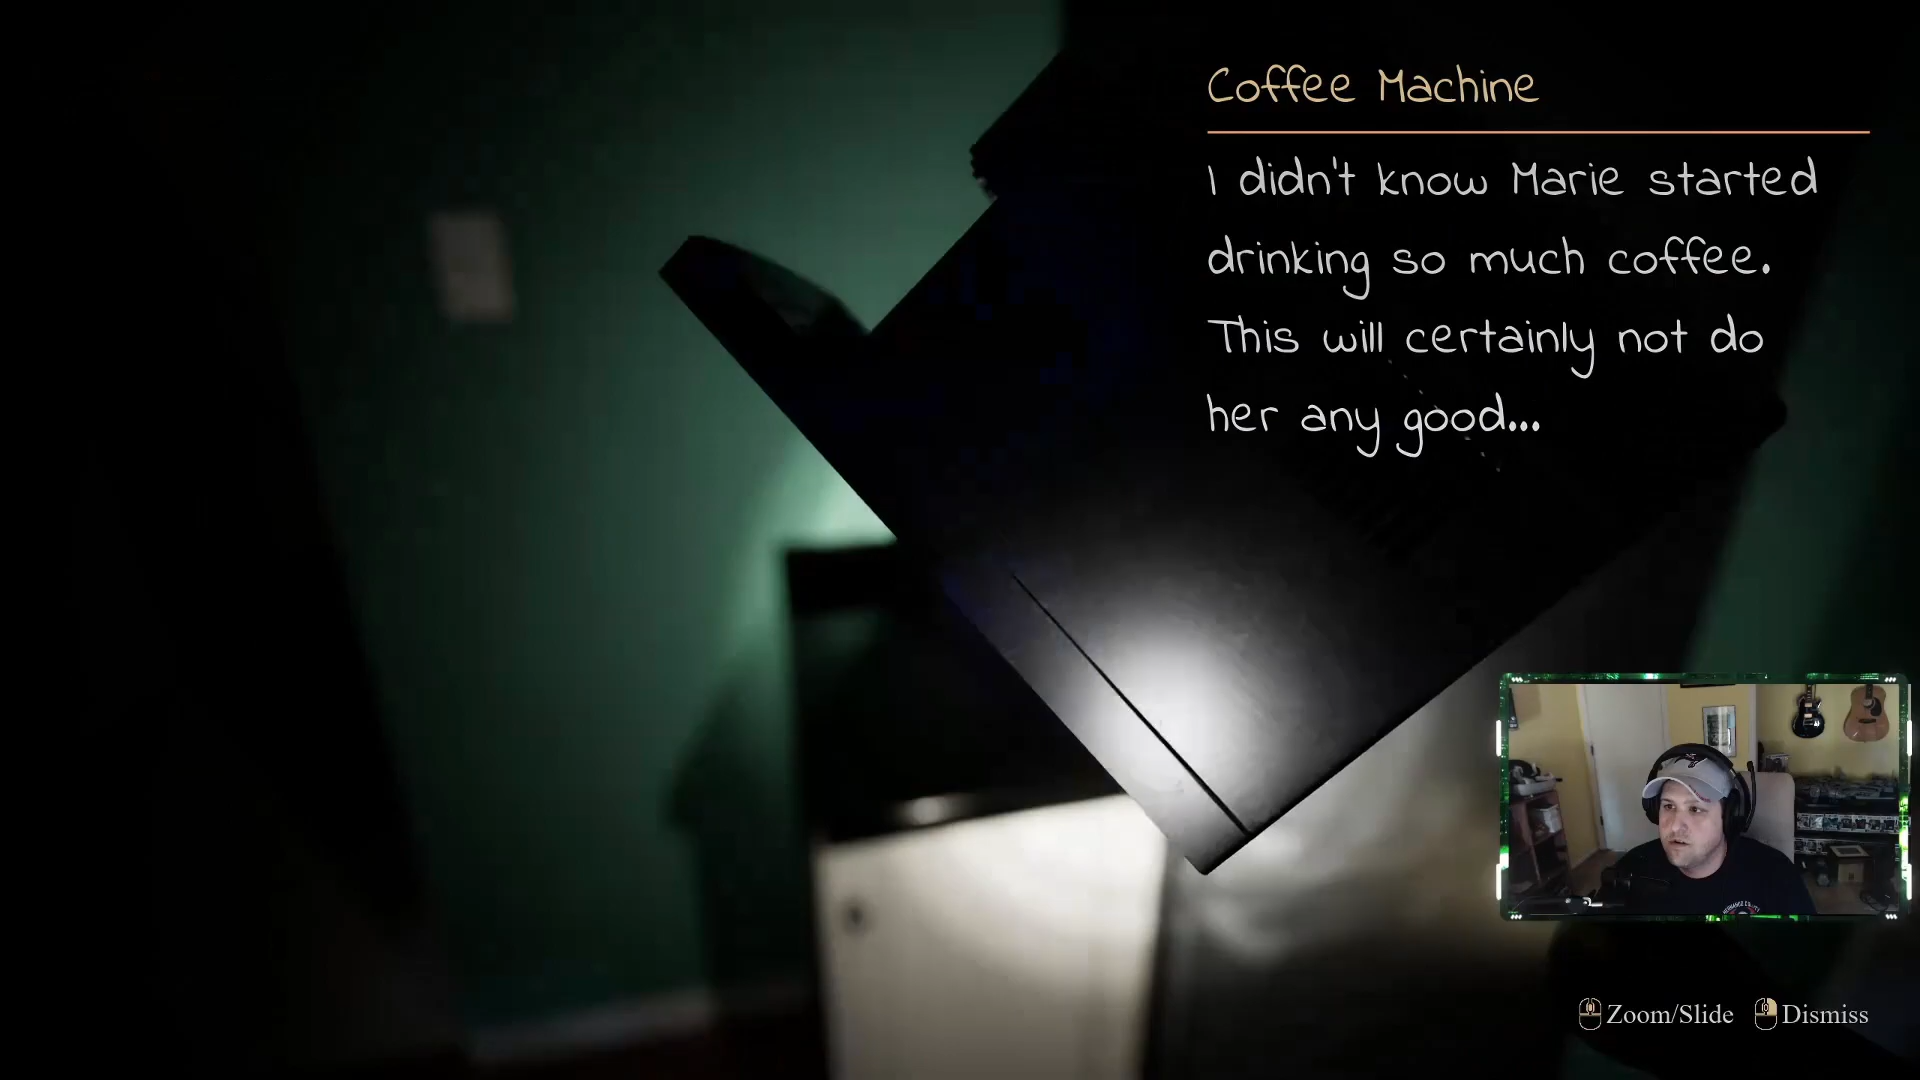 Coffee Machine
I didn't know Marie started
drinking so much coffee.
This will certainly not do
her any good...
Zoom/Slide Dismiss